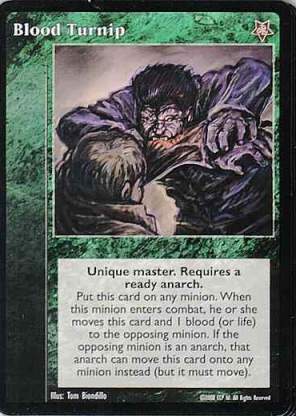 Blood Turnip
Unique master. Requires a
ready anarch.
Put this card on any minion. When
this minion enters combat, he or she
moves this card and 1 blood (or life)
to the opposing minion. If the
opposing minion is an anarch, that
anarch can move this card onto any
minion instead (but it must move).
Illus: Tom Biondillo
All Rights Reserved